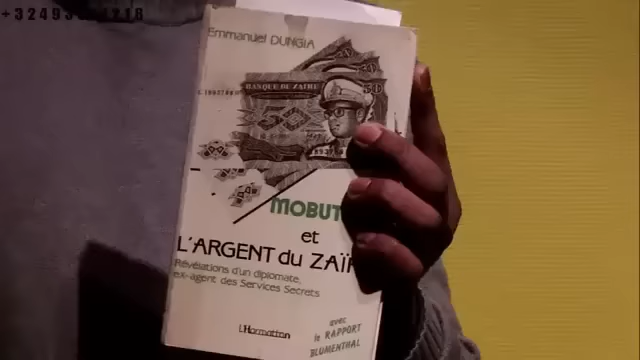 Emmanuel DUNGIA
BANQUE DU ZAIRE
MOBUT
et
L'ARGENT du ZAÏ
Révélations d'un diplomate,
ex-agent des Services Secrets
L'Harmattan
avec
le RAPPORT
BLUMENTHAL